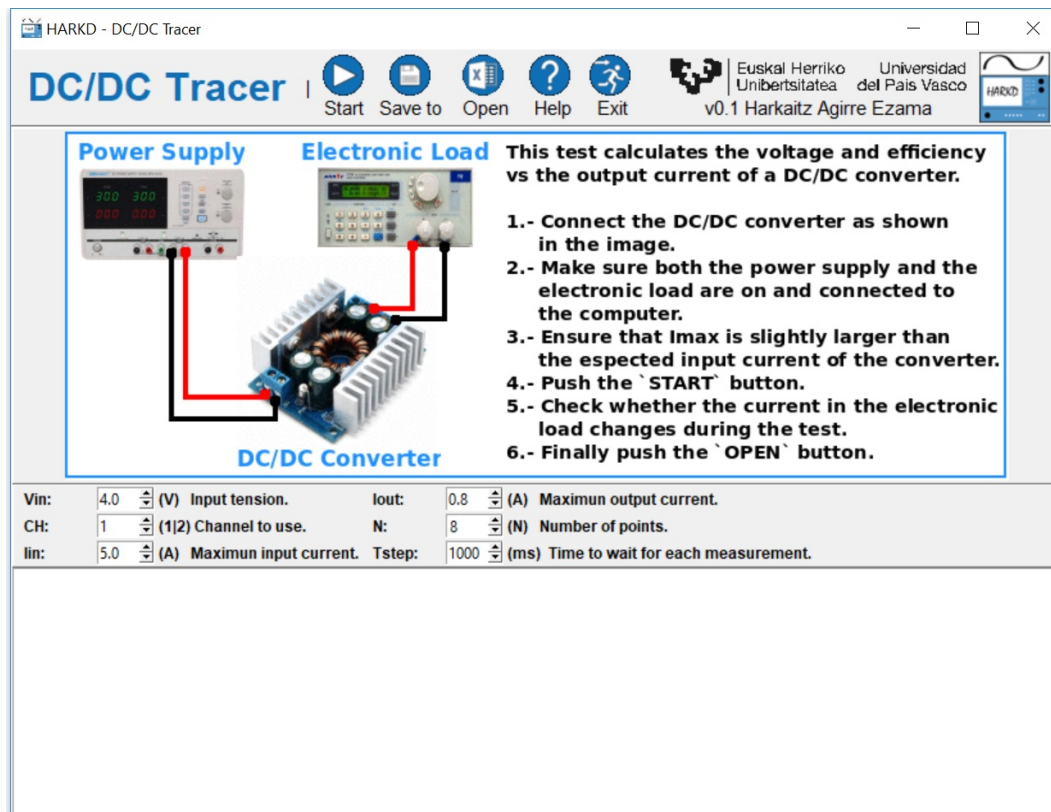 HARKD - DC/DC Tracer
DC/DC Tracer
Start Save to Open Help Exit
Euskal Herriko Unibertsitatea
Universidad del Pais Vasco
v0.1 Harkaitz Agirre Ezama
HARKD
Power Supply
Electronic Load
300 300
000 000
DC/DC Converter
This test calculates the voltage and efficiency
vs the output current of a DC/DC converter.
1.- Connect the DC/DC converter as shown
in the image.
2.- Make sure both the power supply and the
electronic load are on and connected to
the computer.
3.- Ensure that Imax is slightly larger than
the espected input current of the converter.
4.- Push the `START` button.
5.- Check whether the current in the electronic
load changes during the test.
6.- Finally push the `OPEN` button.
Vin: 4.0 (V) Input tension. Iout: 0.8 (A) Maximun output current.
CH: 1 (1|2) Channel to use. N: 8 (N) Number of points.
Iin: 5.0 (A) Maximun input current. Tstep: 1000 (ms) Time to wait for each measurement.